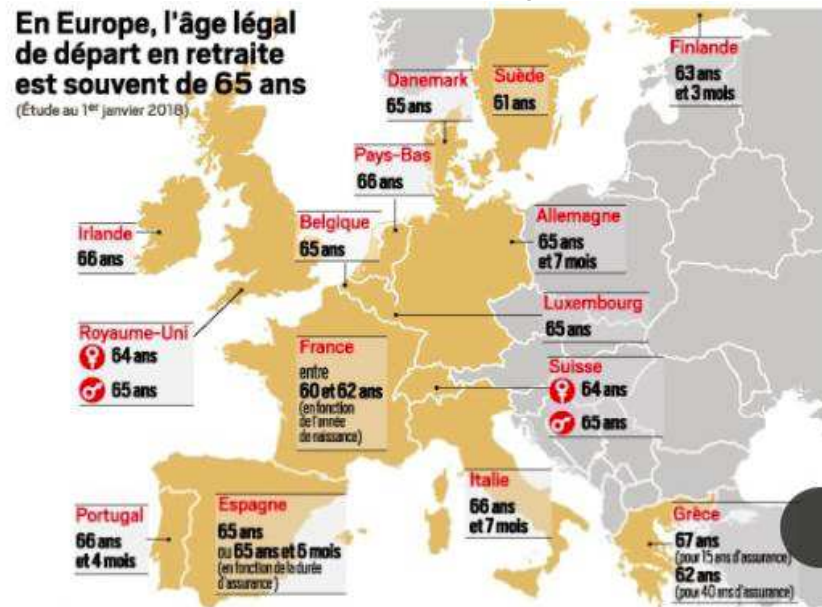 En Europe, l'âge légal
de départ en retraite
est souvent de 65 ans
(Étude au 1er janvier 2018)
Finlande
63 ans
et 3 mois
Danemark
65 ans
Suède
61 ans
Pays-Bas
66 ans
Irlande
66 ans
Belgique
65 ans
Allemagne
65 ans
et 7 mois
Luxembourg
65 ans
Royaume-Uni
64 ans
65 ans
France
entre
60 et 62 ans
(en fonction
de l'année
de naissance)
Suisse
64 ans
65 ans
Portugal
66 ans
et 4 mois
Espagne
65 ans
ou 65 ans et 6 mois
(en fonction de la durée
d'assurance)
Italie
66 ans
et 7 mois
Grèce
67 ans
(pour 15 ans d'assurance)
62 ans
(pour 40 ans d'assurance)